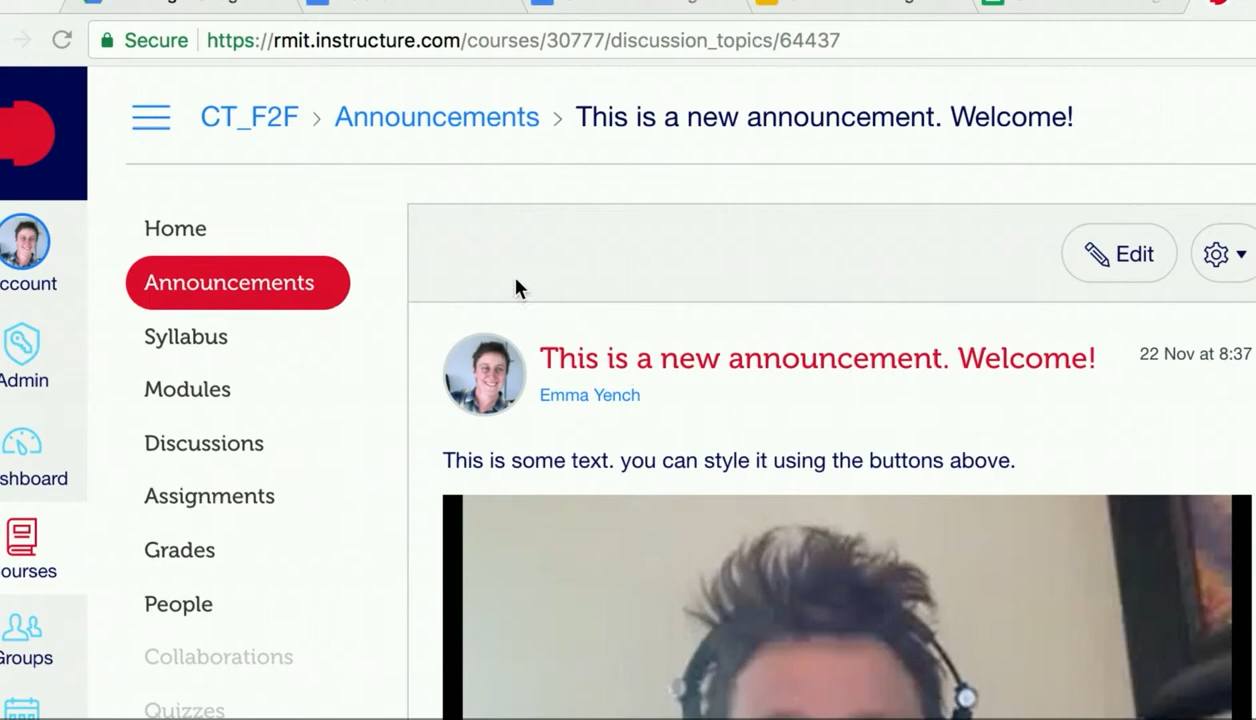 Secure https://rmit.instructure.com/courses/30777/discussion_topics/64437
CT_F2F > Announcements > This is a new announcement. Welcome!
Home
Announcements
Syllabus
Modules
Discussions
Assignments
Grades
People
Collaborations
Quizzes
ccount
Admin
shboard
ourses
Groups
Edit
This is a new announcement. Welcome!
22 Nov at 8:37
Emma Yench
This is some text. you can style it using the buttons above.